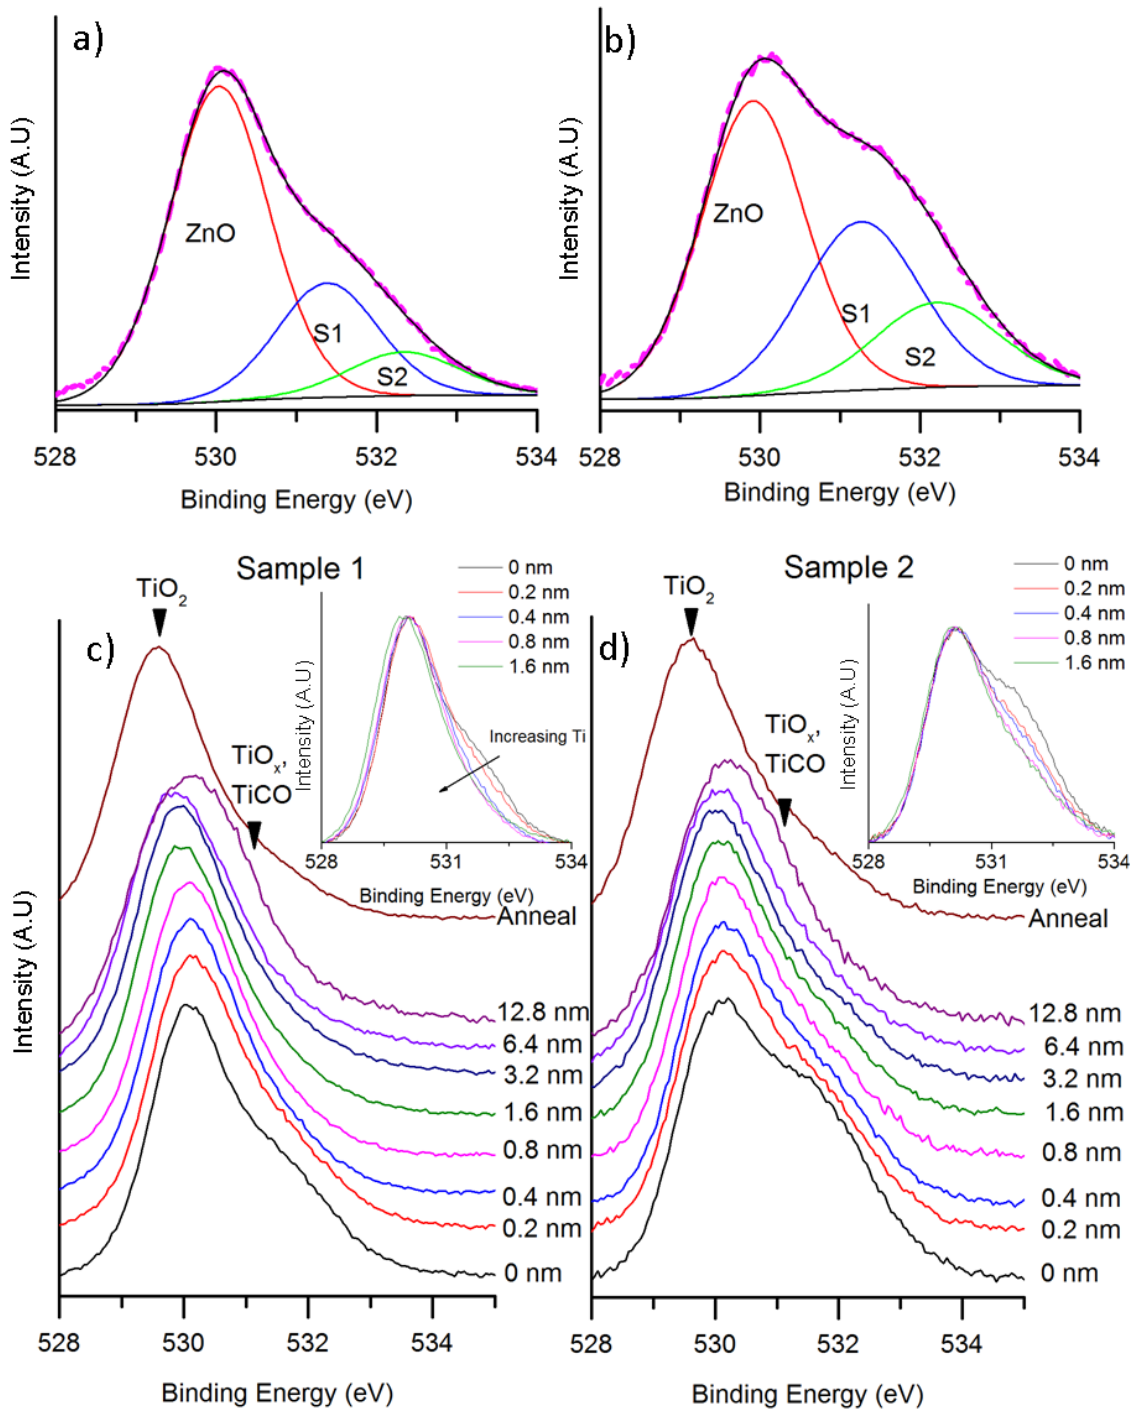 a)
Intensity (A.U)
ZnO
S1
S2
528 530 532 534
Binding Energy (eV)
b)
Intensity (A.U)
ZnO
S1
S2
528 530 532 534
Binding Energy (eV)
Sample 1
c)
TiO₂
TiOₓ,
TiCO
0 nm
0.2 nm
0.4 nm
0.8 nm
1.6 nm
Intensity (A.U)
Increasing Ti
528 531 534
Binding Energy (eV)
Anneal
12.8 nm
6.4 nm
3.2 nm
1.6 nm
0.8 nm
0.4 nm
0.2 nm
0 nm
Intensity (A.U)
528 530 532 534
Binding Energy (eV)
Sample 2
d)
TiO₂
TiOₓ,
TiCO
0 nm
0.2 nm
0.4 nm
0.8 nm
1.6 nm
Intensity (A.U)
528 531 534
Binding Energy (eV)
Anneal
12.8 nm
6.4 nm
3.2 nm
1.6 nm
0.8 nm
0.4 nm
0.2 nm
0 nm
528 530 532 534
Binding Energy (eV)